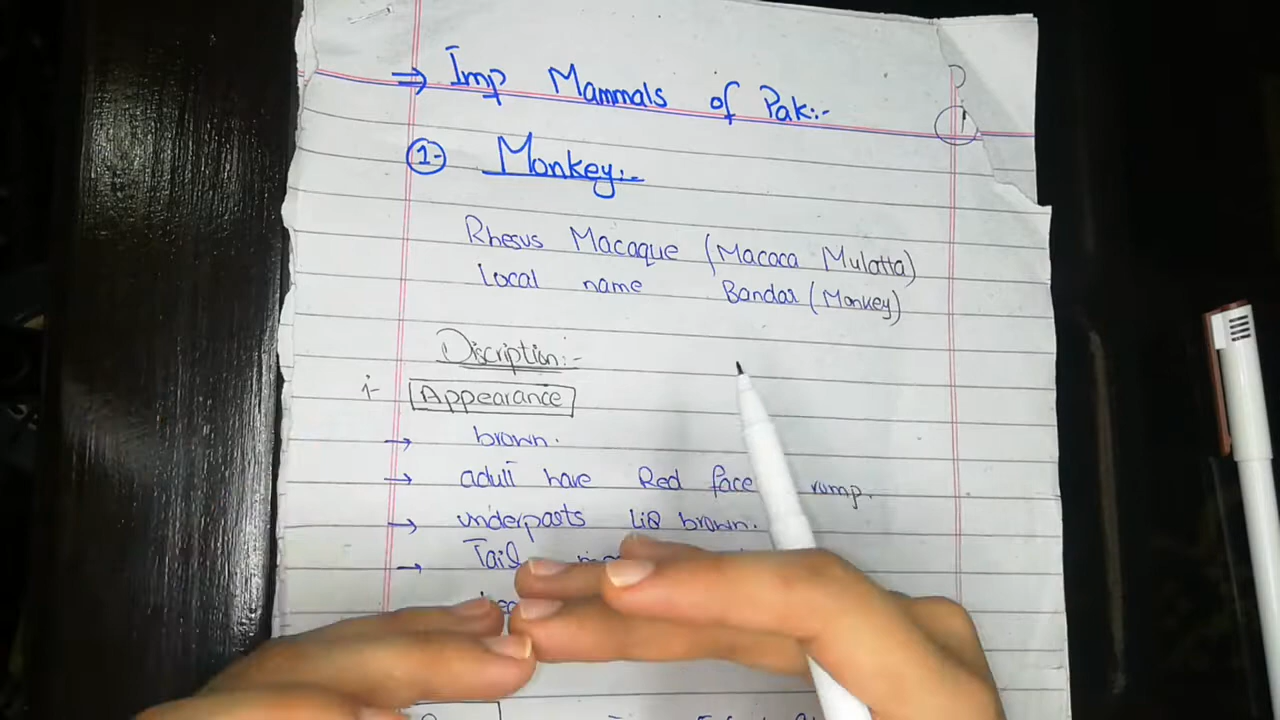 ⇒ Imp Mammals of Pak:-
1- Monkey:-
Rhesus Macaque (Macaca Mulatta)
Local name Bandar (Monkey)
Discription:-
i- Appearance
→ brown.
→ adult have Red face rump.
→ underparts brown.
→ Tail